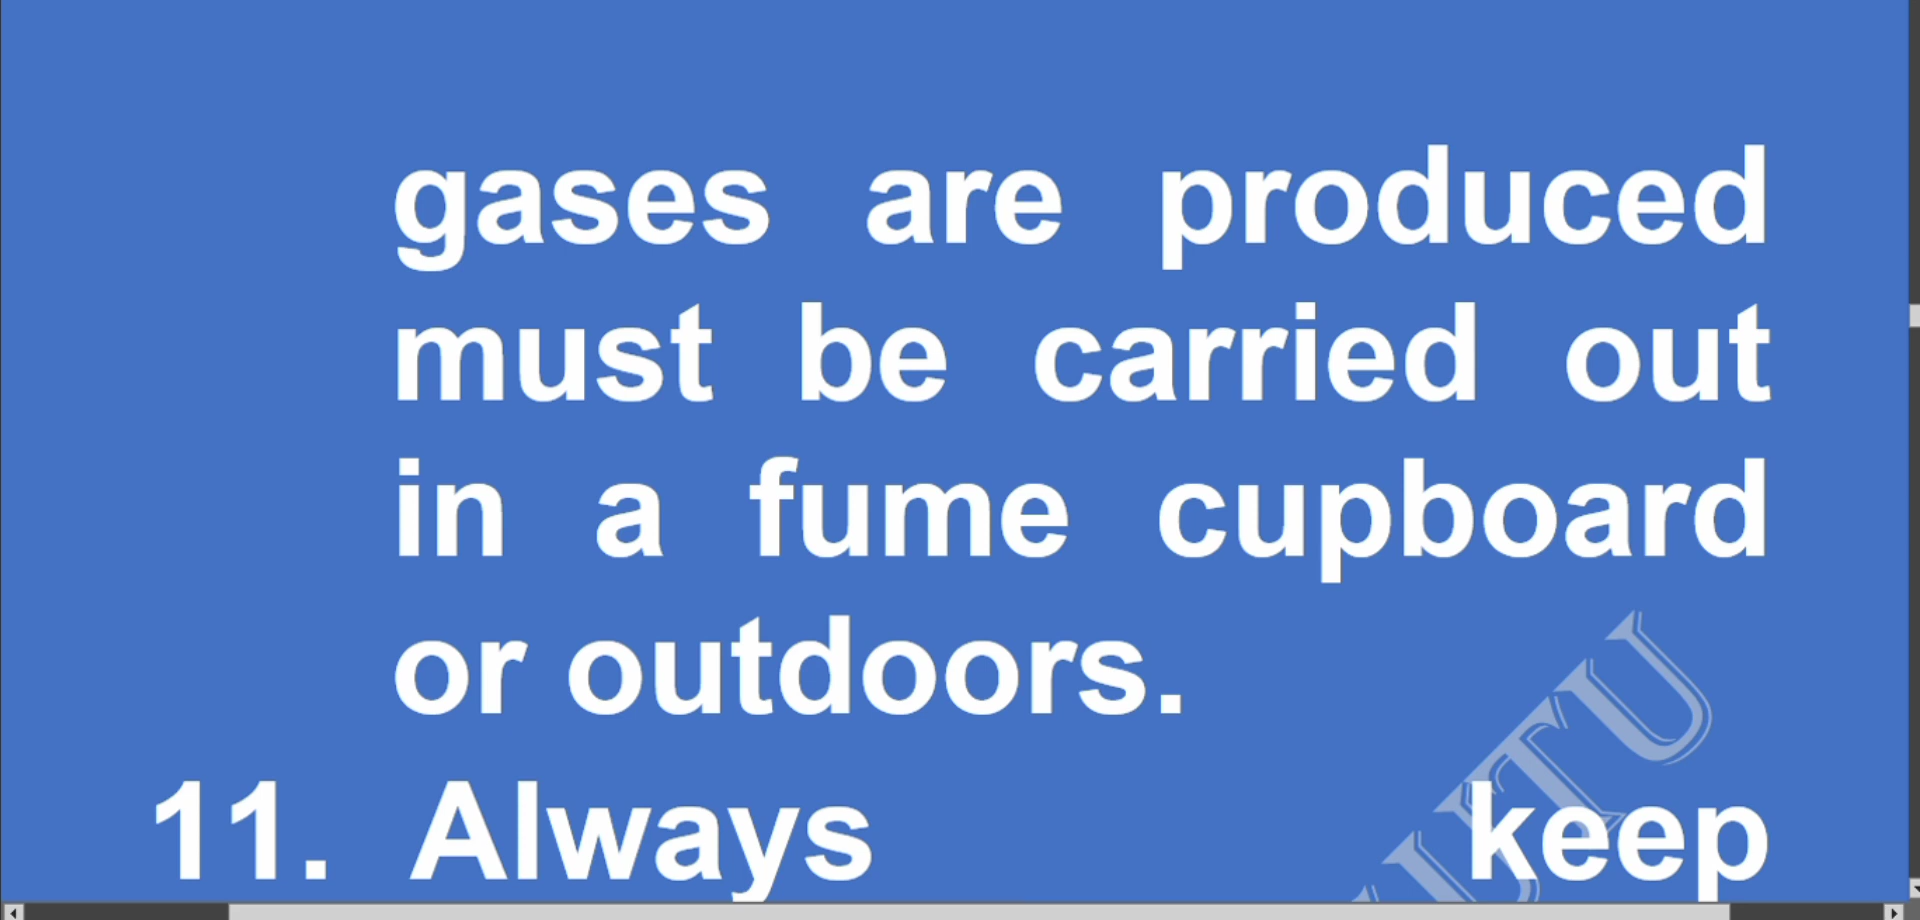 gases are produced
must be carried out
in a fume cupboard
or outdoors.
11. Always keep